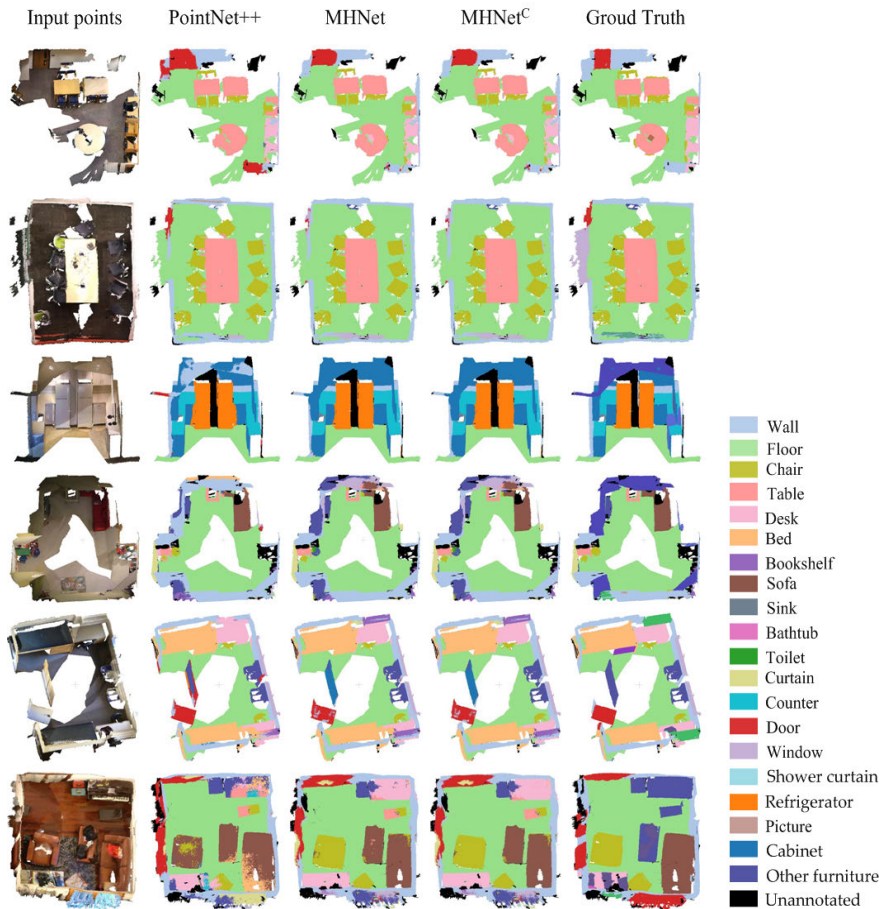 Input points PointNet++ MHNet MHNetC Groud Truth
Wall
Floor
Chair
Table
Desk
Bed
Bookshelf
Sofa
Sink
Bathtub
Toilet
Curtain
Counter
Door
Window
Shower curtain
Refrigerator
Picture
Cabinet
Other furniture
Unannotated